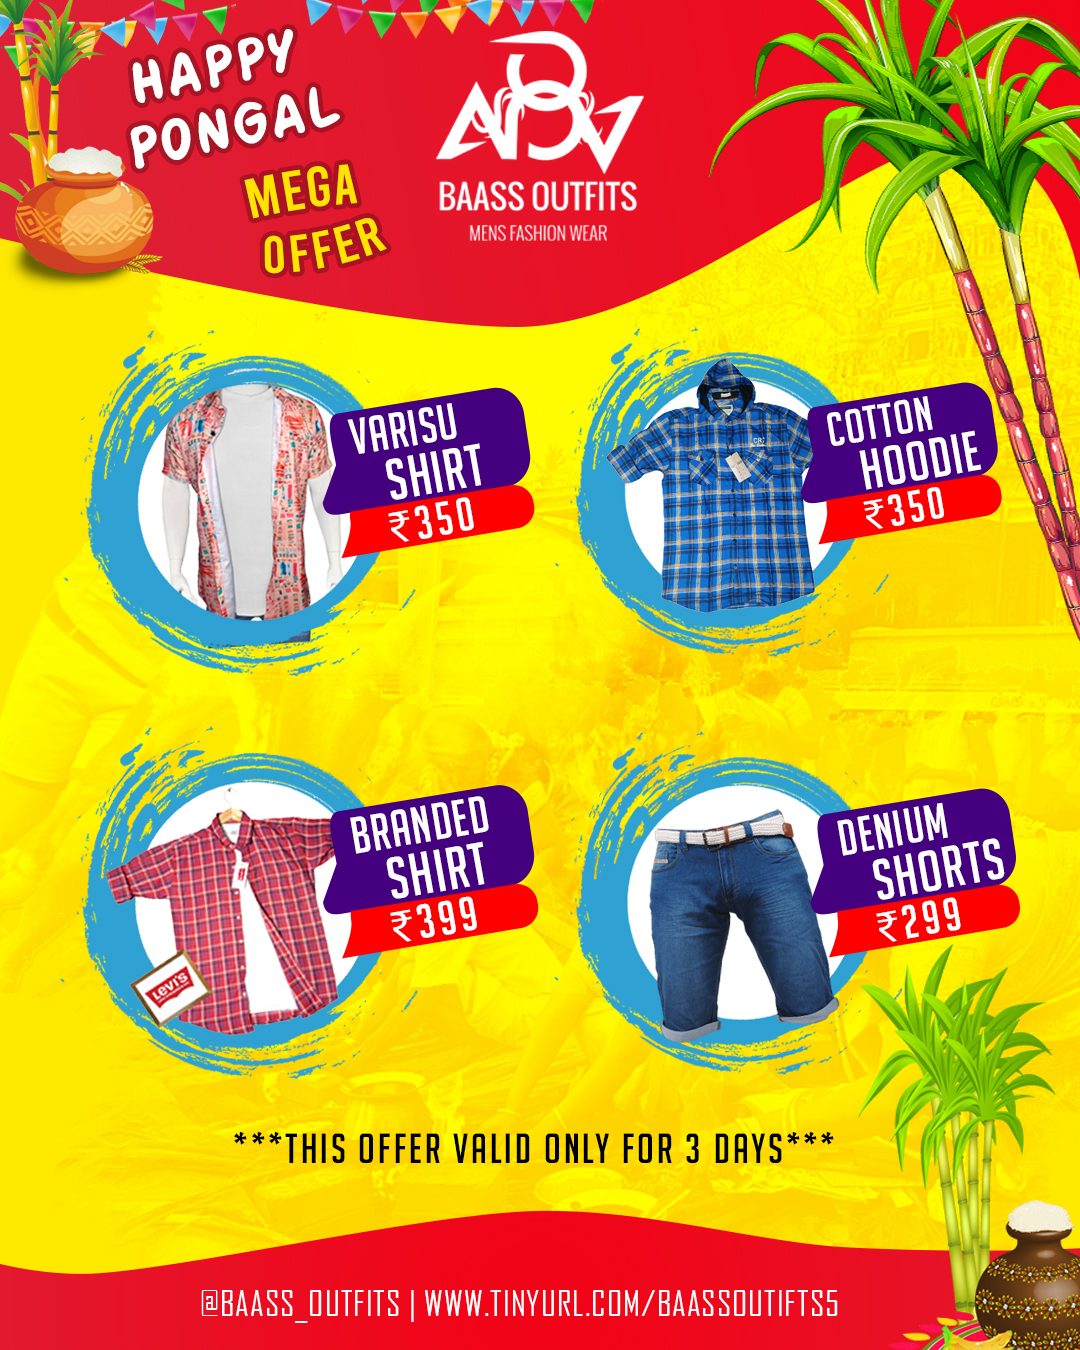 HAPPY
PONGAL
MEGA
OFFER
BAASS OUTFITS
MENS FASHION WEAR
VARISU
SHIRT
₹350
COTTON
HOODIE
₹350
BRANDED
SHIRT
₹399
Levi's
DENIUM
SHORTS
₹299
***THIS OFFER VALID ONLY FOR 3 DAYS***
@BAASS_OUTFITS | WWW.TINYURL.COM/BAASSOUTIFTS5